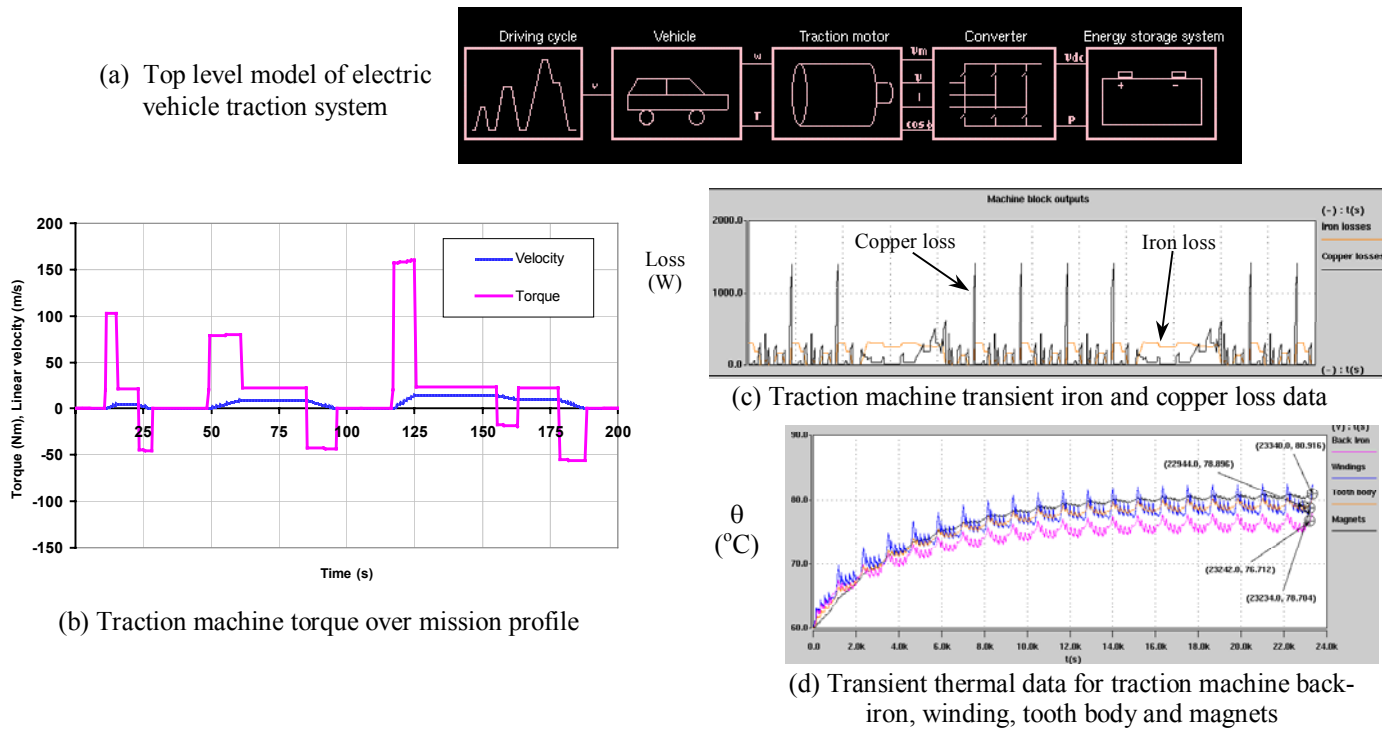 (a) Top level model of electric
vehicle traction system
Driving cycle
Vehicle
Traction motor
Converter
Energy storage system
v
ω
T
Vm
V
I
cos ϕ
Vdc
P
200
150
100
50
0
-50
-100
-150
Torque (Nm), Linear velocity (m/s)
0
25
50
75
100
125
150
175
200
Time (s)
Velocity
Torque
(b) Traction machine torque over mission profile
Machine block outputs
Loss
(W)
2000.0
1000.0
0.0
Copper loss
Iron loss
(-) : t(s)
Iron losses
Copper losses
(-) : t(s)
(c) Traction machine transient iron and copper loss data
θ
(°C)
90.0
80.0
70.0
60.0
0.0
2.0k
4.0k
6.0k
8.0k
10.0k
12.0k
14.0k
16.0k
18.0k
20.0k
22.0k
24.0k
t(s)
(23340.0, 80.916)
(22944.0, 78.896)
(23242.0, 76.712)
(23234.0, 78.704)
(V) : t(s)
Back Iron
Windings
Tooth Body
Magnets
(d) Transient thermal data for traction machine back-
iron, winding, tooth body and magnets